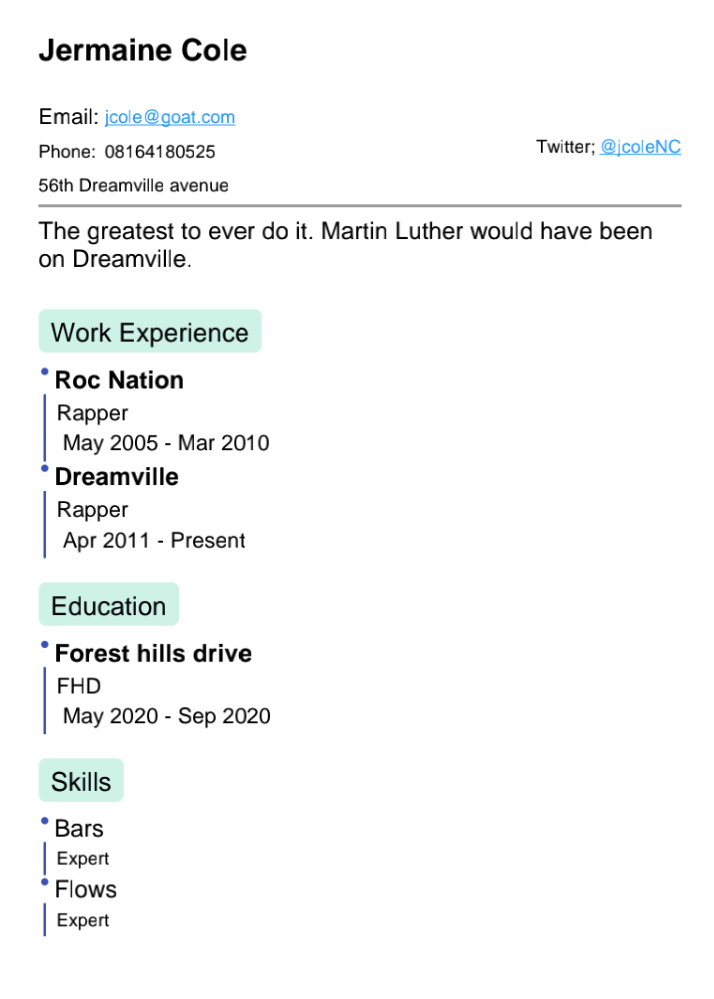 Jermaine Cole
Email: jcole@goat.com
Phone: 08164180525
Twitter; @jcoleNC
56th Dreamville avenue
The greatest to ever do it. Martin Luther would have been
on Dreamville.
Work Experience
Roc Nation
Rapper
May 2005 - Mar 2010
Dreamville
Rapper
Apr 2011 - Present
Education
Forest hills drive
FHD
May 2020 - Sep 2020
Skills
Bars
Expert
Flows
Expert